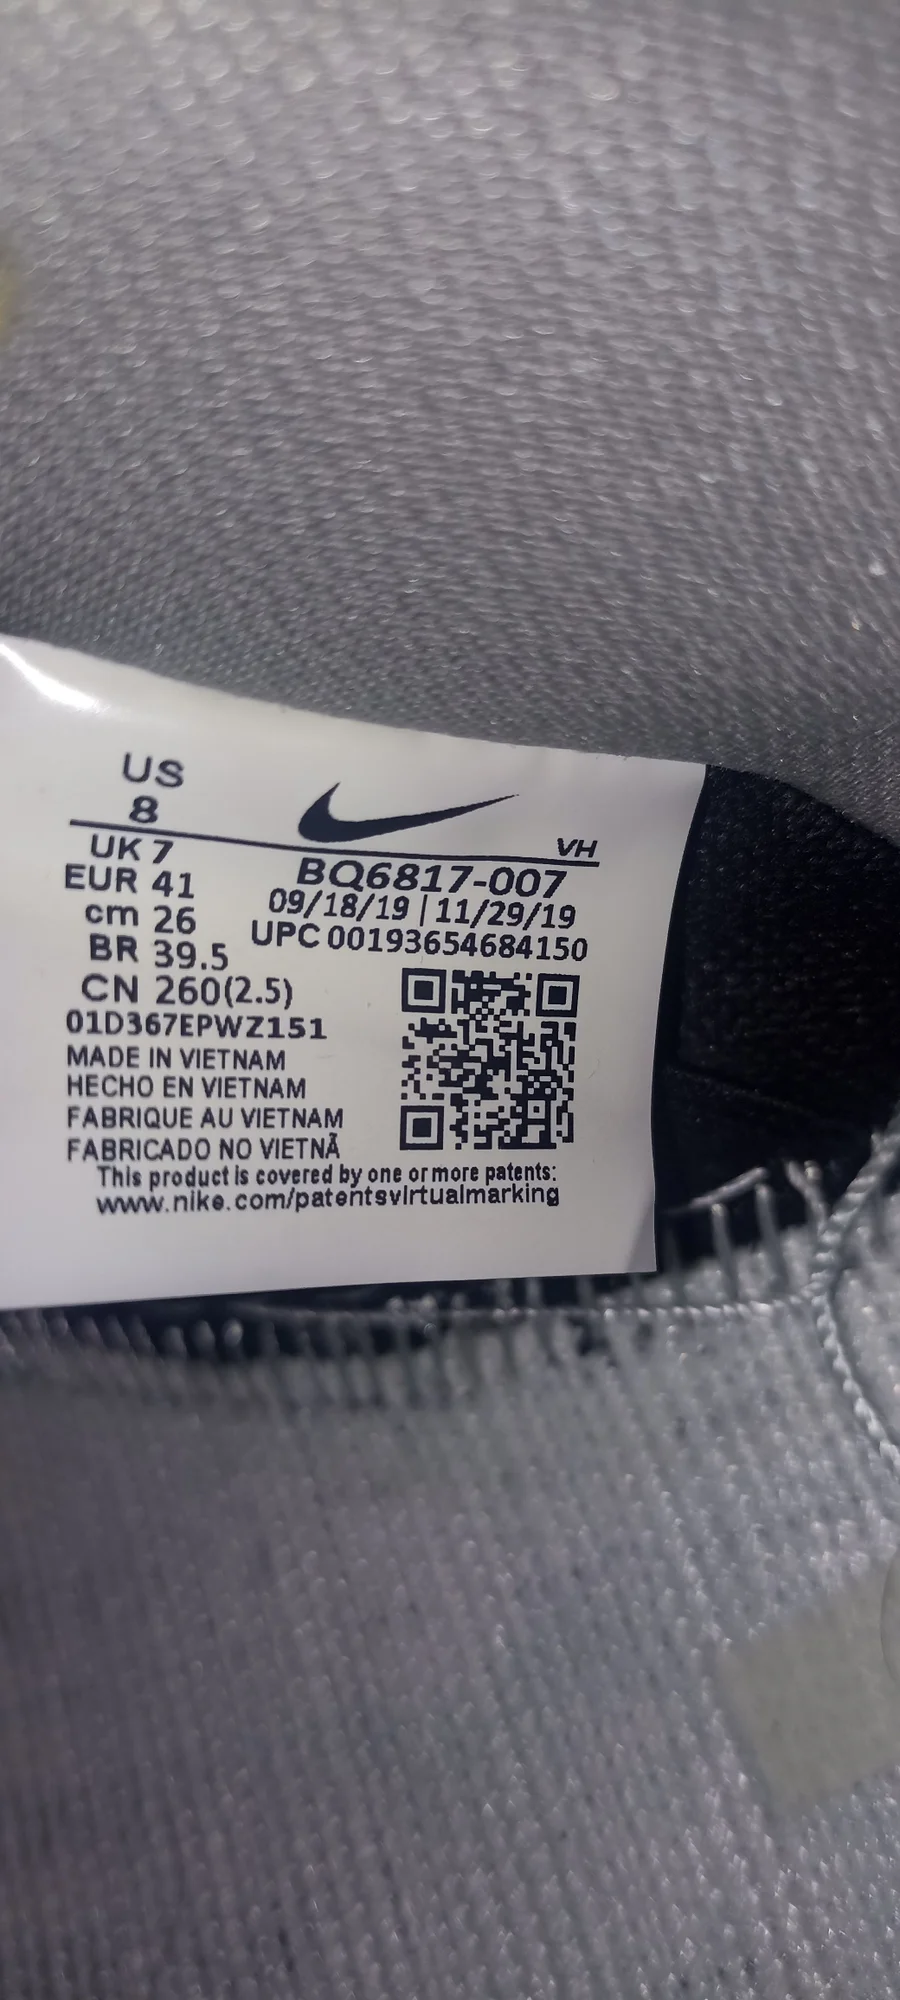 US
8
UK 7
EUR 41
cm 26
BR 39.5
CN 260(2.5)
VH
BQ6817-007
09/18/19 | 11/29/19
UPC 00193654684150
01D367EPWZ151
MADE IN VIETNAM
HECHO EN VIETNAM
FABRIQUE AU VIETNAM
FABRICADO NO VIETNÃ
This product is covered by one or more patents:
www.nike.com/patentsvirtualmarking